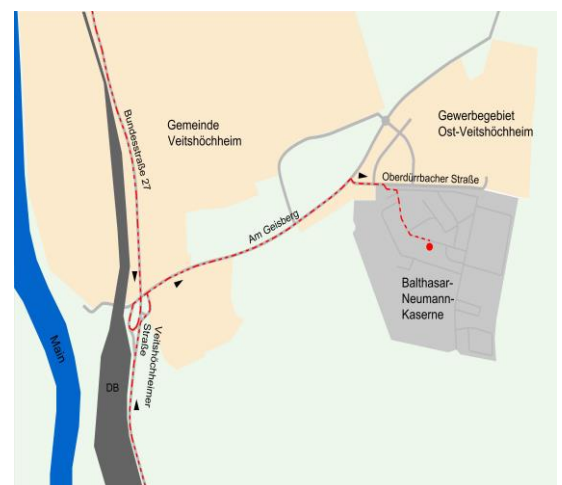 Gemeinde
Veitshöchheim
Gewerbegebiet
Ost-Veitshöchheim
Bundesstraße 27
Oberdürrbacher Straße
Am Geisberg
Balthasar-
Neumann-
Kaserne
Veitshöchheimer
Straße
Main
DB